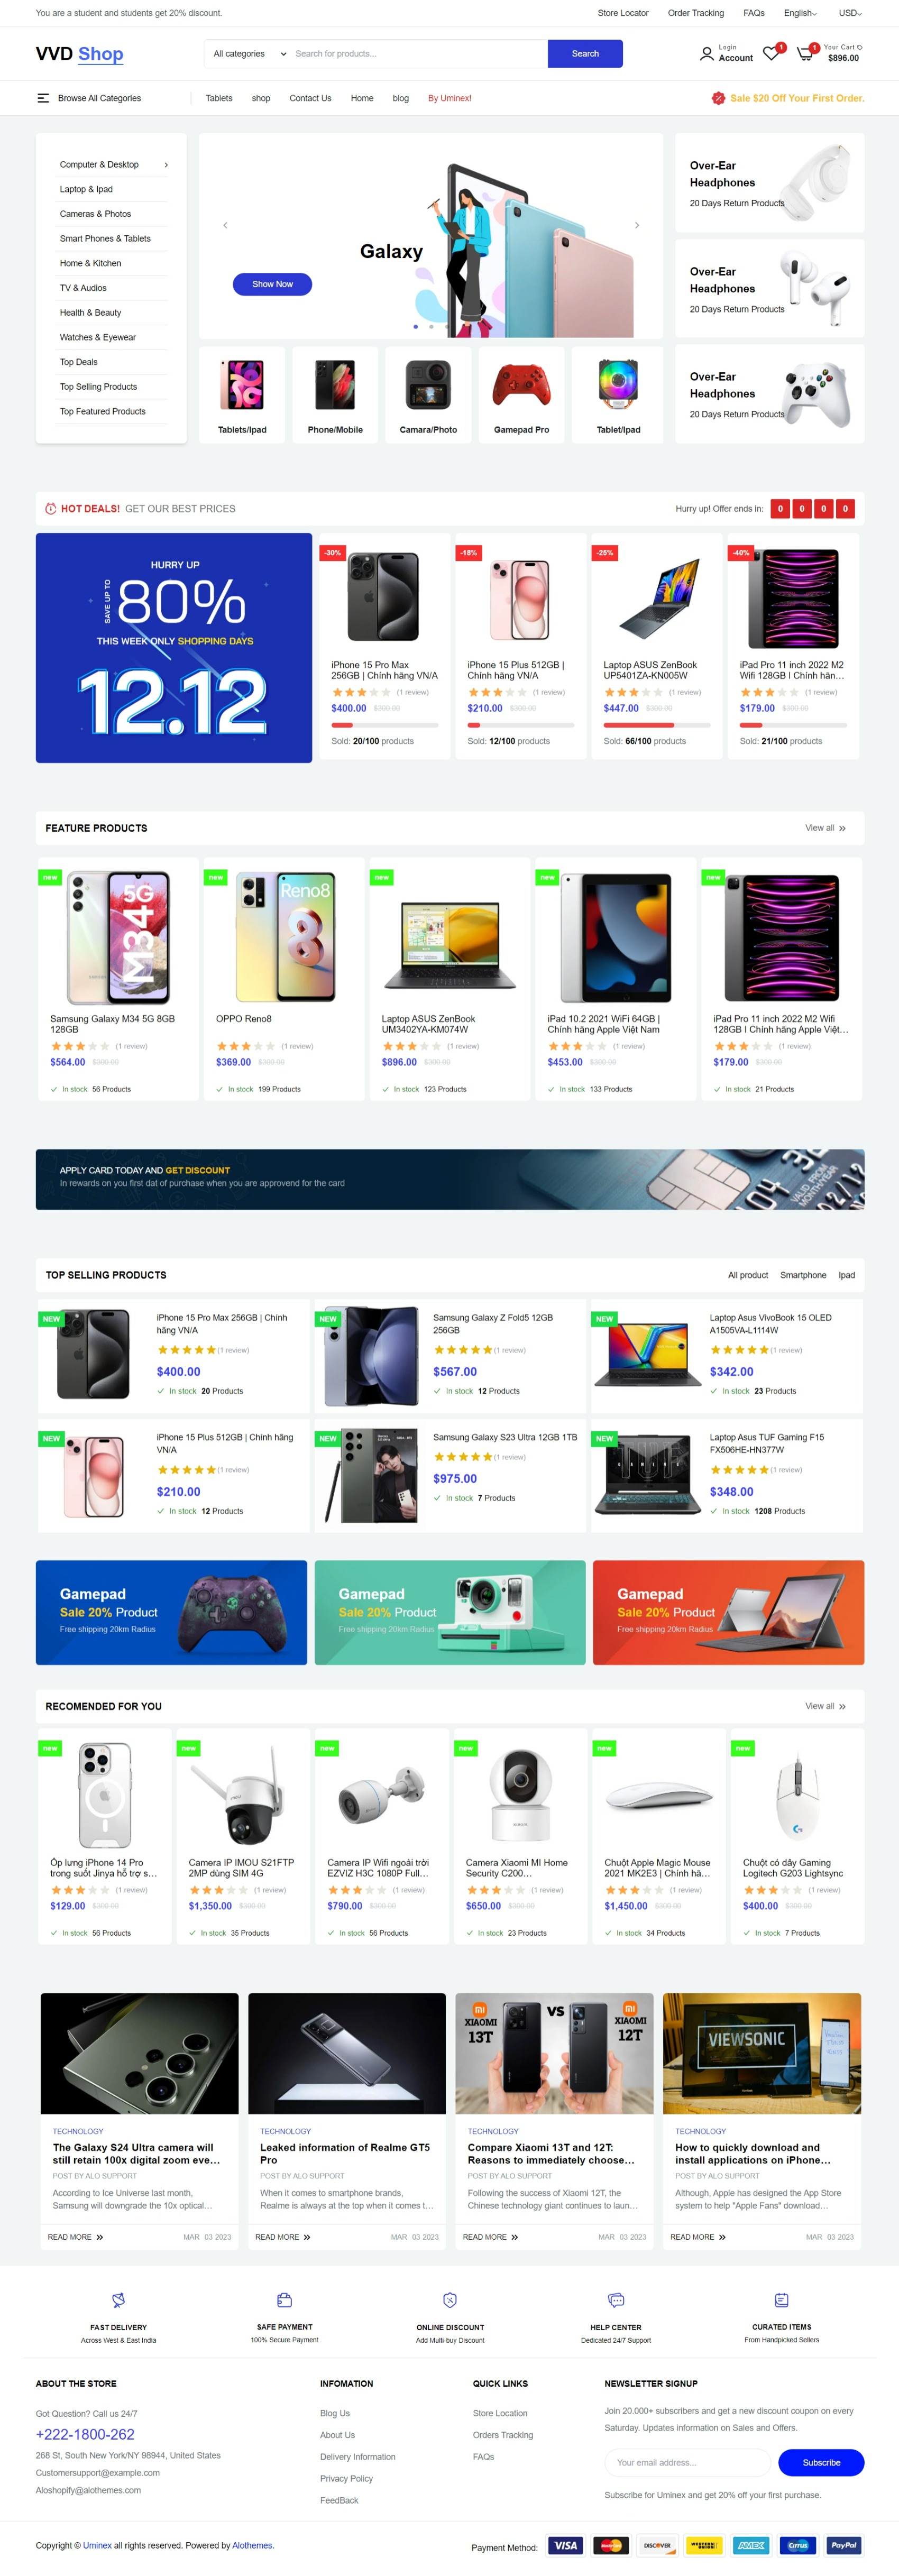 You are a student and students get 20% discount.
Store Locator Order Tracking FAQs English USD
VVD Shop
All categories Search for products... Search
Login
Account
1
1
Your Cart
$896.00
Browse All Categories
Tablets shop Contact Us Home blog By Uminex!
Sale $20 Off Your First Order.
Computer & Desktop
Laptop & Ipad
Cameras & Photos
Smart Phones & Tablets
Home & Kitchen
TV & Audios
Health & Beauty
Watches & Eyewear
Top Deals
Top Selling Products
Top Featured Products
Galaxy
Show Now
Tablets/Ipad
Phone/Mobile
Camara/Photo
Gamepad Pro
Tablet/Ipad
Over-Ear
Headphones
20 Days Return Products
Over-Ear
Headphones
20 Days Return Products
Over-Ear
Headphones
20 Days Return Products
HOT DEALS! GET OUR BEST PRICES
Hurry up! Offer ends in: 0 0 0 0
HURRY UP
SAVE UP TO
80%
THIS WEEK ONLY SHOPPING DAYS
12.12
-30%
iPhone 15 Pro Max
256GB | Chính hãng VN/A
(1 review)
$400.00 $300.00
Sold: 20/100 products
-18%
iPhone 15 Plus 512GB |
Chính hãng VN/A
(1 review)
$210.00 $300.00
Sold: 12/100 products
-25%
Laptop ASUS ZenBook
UP5401ZA-KN005W
(1 review)
$447.00 $300.00
Sold: 66/100 products
-40%
iPad Pro 11 inch 2022 M2
Wifi 128GB I Chính hãn...
(1 review)
$179.00 $300.00
Sold: 21/100 products
FEATURE PRODUCTS
View all
new
5G
M34
Samsung Galaxy M34 5G 8GB
128GB
(1 review)
$564.00 $300.00
In stock 56 Products
new
Reno8
OPPO Reno8
(1 review)
$369.00 $300.00
In stock 199 Products
new
Laptop ASUS ZenBook
UM3402YA-KM074W
(1 review)
$896.00 $300.00
In stock 123 Products
new
iPad 10.2 2021 WiFi 64GB |
Chính hãng Apple Việt Nam
(1 review)
$453.00 $300.00
In stock 133 Products
new
iPad Pro 11 inch 2022 M2 Wifi
128GB I Chính hãng Apple Việt...
(1 review)
$179.00 $300.00
In stock 21 Products
APPLY CARD TODAY AND GET DISCOUNT
In rewards on you first dat of purchase when you are approvend for the card
VALID FROM
MONTH/YEAR
TOP SELLING PRODUCTS
All product Smartphone Ipad
NEW
iPhone 15 Pro Max 256GB | Chính
hãng VN/A
(1 review)
$400.00
In stock 20 Products
NEW
Samsung Galaxy Z Fold5 12GB
256GB
(1 review)
$567.00
In stock 12 Products
NEW
Laptop Asus VivoBook 15 OLED
A1505VA-L1114W
(1 review)
$342.00
In stock 23 Products
NEW
iPhone 15 Plus 512GB | Chính hãng
VN/A
(1 review)
$210.00
In stock 12 Products
NEW
Samsung Galaxy S23 Ultra 12GB 1TB
(1 review)
$975.00
In stock 7 Products
NEW
TUF
Laptop Asus TUF Gaming F15
FX506HE-HN377W
(1 review)
$348.00
In stock 1208 Products
Gamepad
Sale 20% Product
Free shipping 20km Radius
Gamepad
Sale 20% Product
Free shipping 20km Radius
Gamepad
Sale 20% Product
Free shipping 20km Radius
RECOMENDED FOR YOU
View all
new
Ốp lưng iPhone 14 Pro
trong suốt Jinya hỗ trợ s...
(1 review)
$129.00 $300.00
In stock 56 Products
new
Camera IP IMOU S21FTP
2MP dùng SIM 4G
(1 review)
$1,350.00 $300.00
In stock 35 Products
new
Camera IP Wifi ngoài trời
EZVIZ H3C 1080P Full...
(1 review)
$790.00 $300.00
In stock 56 Products
new
Camera Xiaomi MI Home
Security C200...
(1 review)
$650.00 $300.00
In stock 23 Products
new
Chuột Apple Magic Mouse
2021 MK2E3 | Chính hã...
(1 review)
$1,450.00 $300.00
In stock 34 Products
new
Chuột có dây Gaming
Logitech G203 Lightsync
(1 review)
$400.00 $300.00
In stock 7 Products
TECHNOLOGY
The Galaxy S24 Ultra camera will
still retain 100x digital zoom eve...
POST BY ALO SUPPORT
According to Ice Universe last month,
Samsung will downgrade the 10x optical...
READ MORE MAR 03 2023
TECHNOLOGY
Leaked information of Realme GT5
Pro
POST BY ALO SUPPORT
When it comes to smartphone brands,
Realme is always at the top when it comes t...
READ MORE MAR 03 2023
XIAOMI
13T
VS
XIAOMI
12T
TECHNOLOGY
Compare Xiaomi 13T and 12T:
Reasons to immediately choose...
POST BY ALO SUPPORT
Following the success of Xiaomi 12T, the
Chinese technology giant continues to laun...
READ MORE MAR 03 2023
VIEWSONIC
TECHNOLOGY
How to quickly download and
install applications on iPhone...
POST BY ALO SUPPORT
Although, Apple has designed the App Store
system to help "Apple Fans" download...
READ MORE MAR 03 2023
FAST DELIVERY
Across West & East India
SAFE PAYMENT
100% Secure Payment
ONLINE DISCOUNT
Add Multi-buy Discount
HELP CENTER
Dedicated 24/7 Support
CURATED ITEMS
From Handpicked Sellers
ABOUT THE STORE
Got Question? Call us 24/7
+222-1800-262
268 St, South New York/NY 98944, United States
Customersupport@example.com
Aloshopify@alothemes.com
INFOMATION
Blog Us
About Us
Delivery Information
Privacy Policy
FeedBack
QUICK LINKS
Store Location
Orders Tracking
FAQs
NEWSLETTER SIGNUP
Join 20.000+ subscribers and get a new discount coupon on every
Saturday. Updates information on Sales and Offers.
Your email address... Subscribe
Subscribe for Uminex and get 20% off your first purchase.
Copyright © Uminex all rights reserved. Powered by Alothemes.
Payment Method: VISA MasterCard DISCOVER WESTERN UNION AMEX Cirrus PayPal